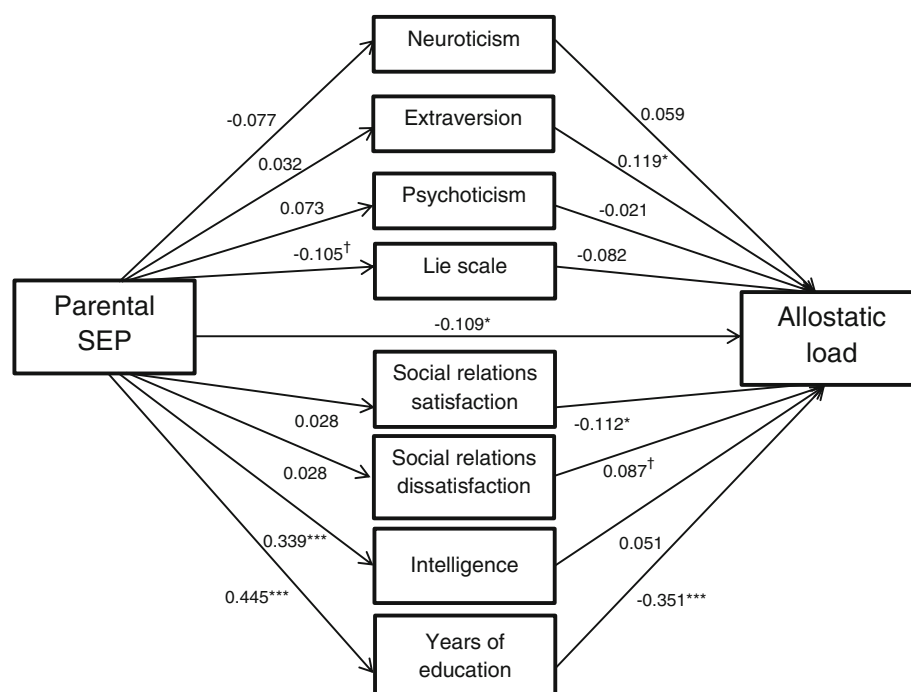 Neuroticism
-0.077
0.059
Extraversion
0.032
0.119*
Psychoticism
0.073
-0.021
-0.105†
Lie scale
-0.082
Parental
SEP
-0.109*
Allostatic
load
Social relations
satisfaction
0.028
-0.112*
Social relations
dissatisfaction
0.028
0.087†
0.339***
Intelligence
0.051
0.445***
-0.351***
Years of
education